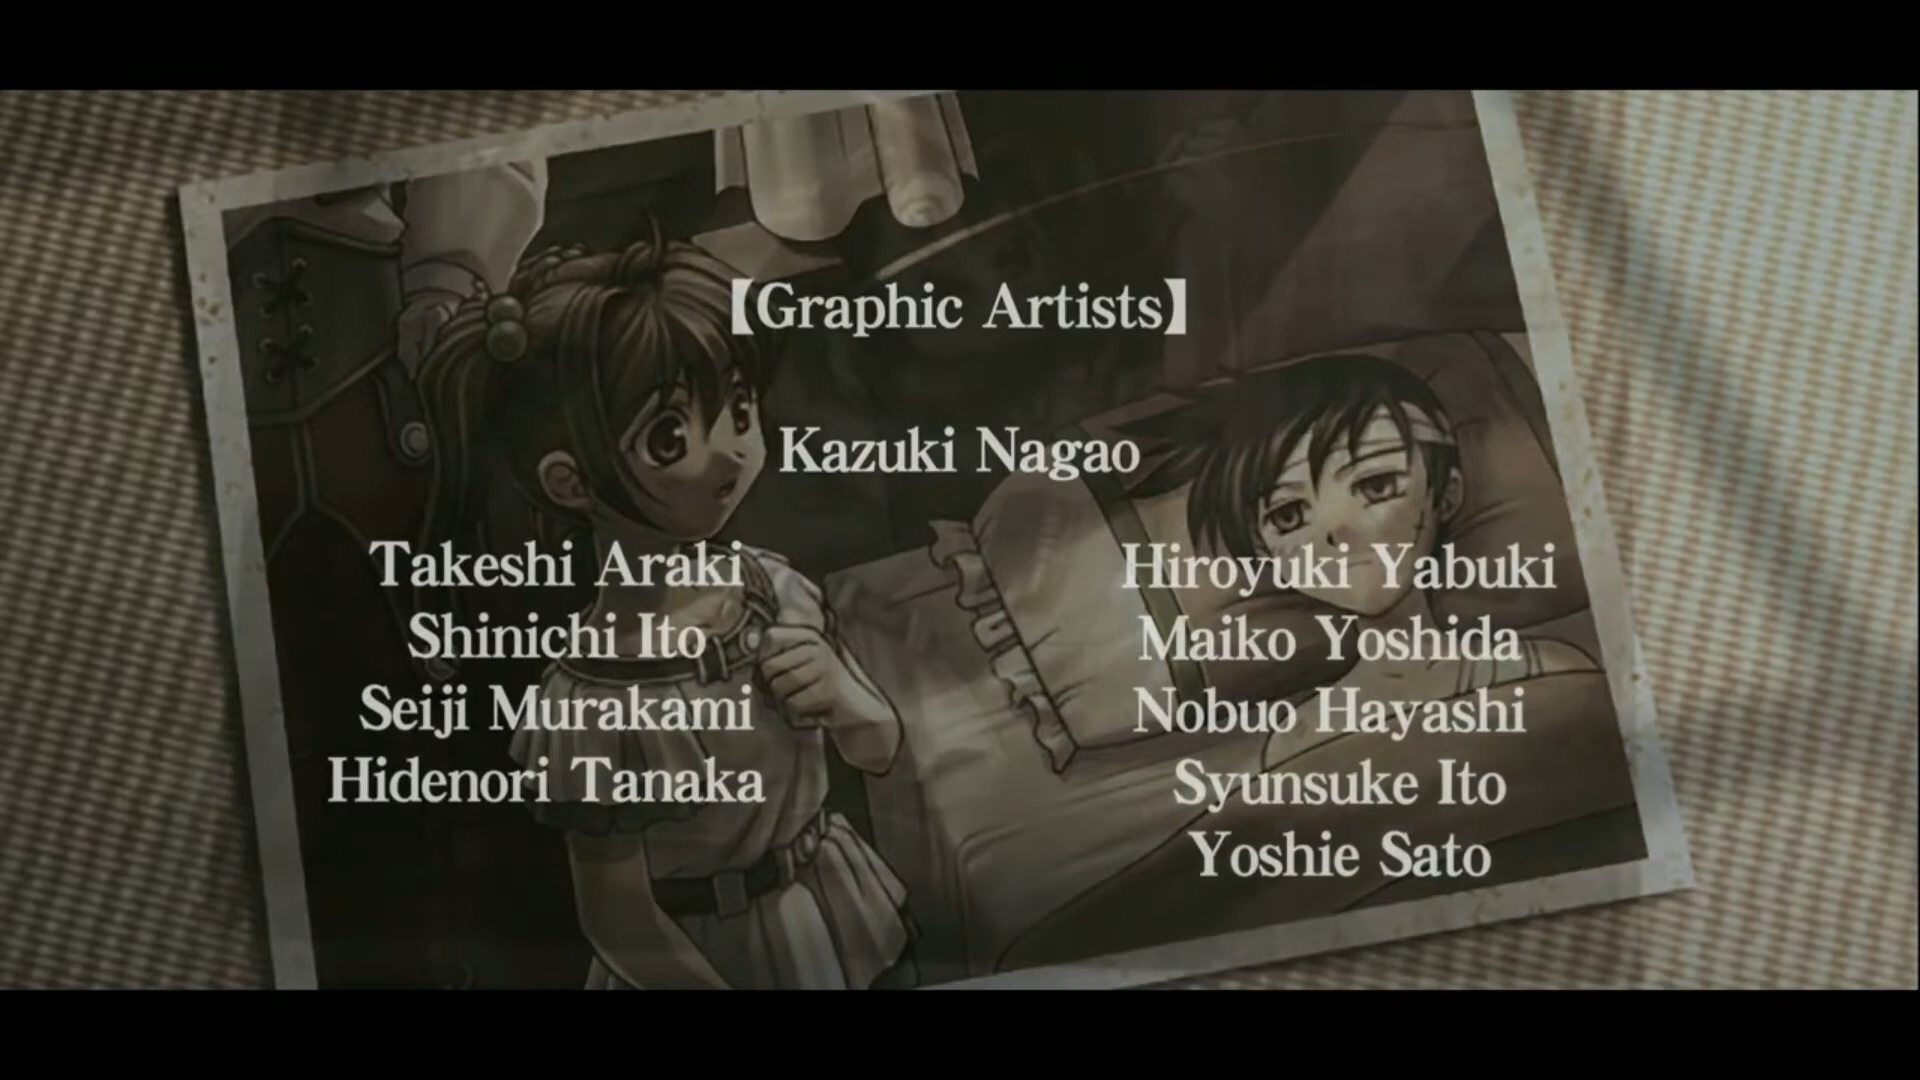 【Graphic Artists】
Kazuki Nagao
Takeshi Araki
Shinichi Ito
Seiji Murakami
Hidenori Tanaka
Hiroyuki Yabuki
Maiko Yoshida
Nobuo Hayashi
Syunsuke Ito
Yoshie Sato